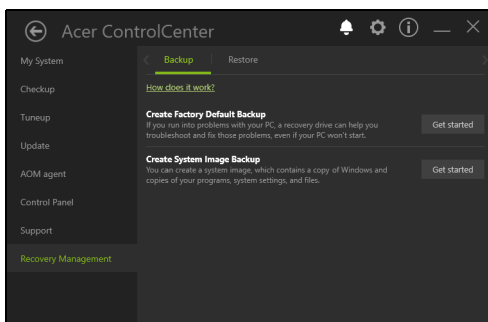 Acer ControlCenter
My System
Checkup
Tuneup
Update
AOM agent
Control Panel
Support
Recovery Management
Backup
Restore
How does it work?
Create Factory Default Backup
If you run into problems with your PC, a recovery drive can help you
troubleshoot and fix those problems, even if your PC won't start.
Get started
Create System Image Backup
You can create a system image, which contains a copy of Windows and
copies of your programs, system settings, and files.
Get started